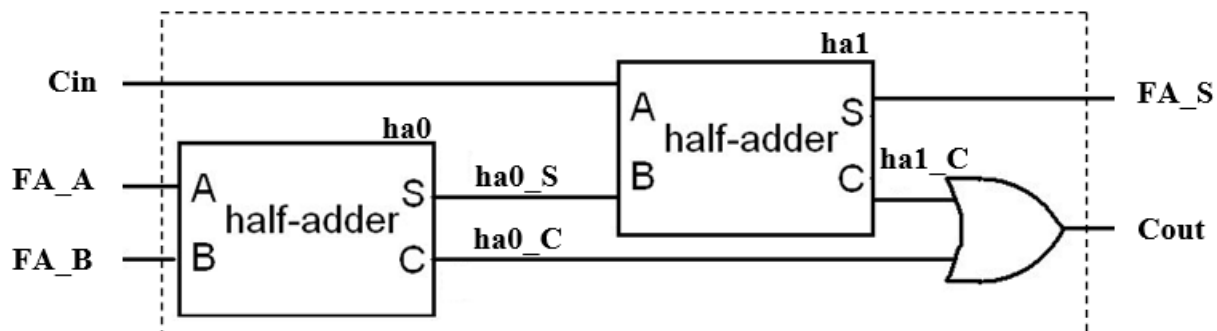 ha1
Cin
FA_S
A
S
ha0
half-adder
ha1_C
FA_A
A
S
ha0_S
B
C
half-adder
Cout
FA_B
B
C
ha0_C